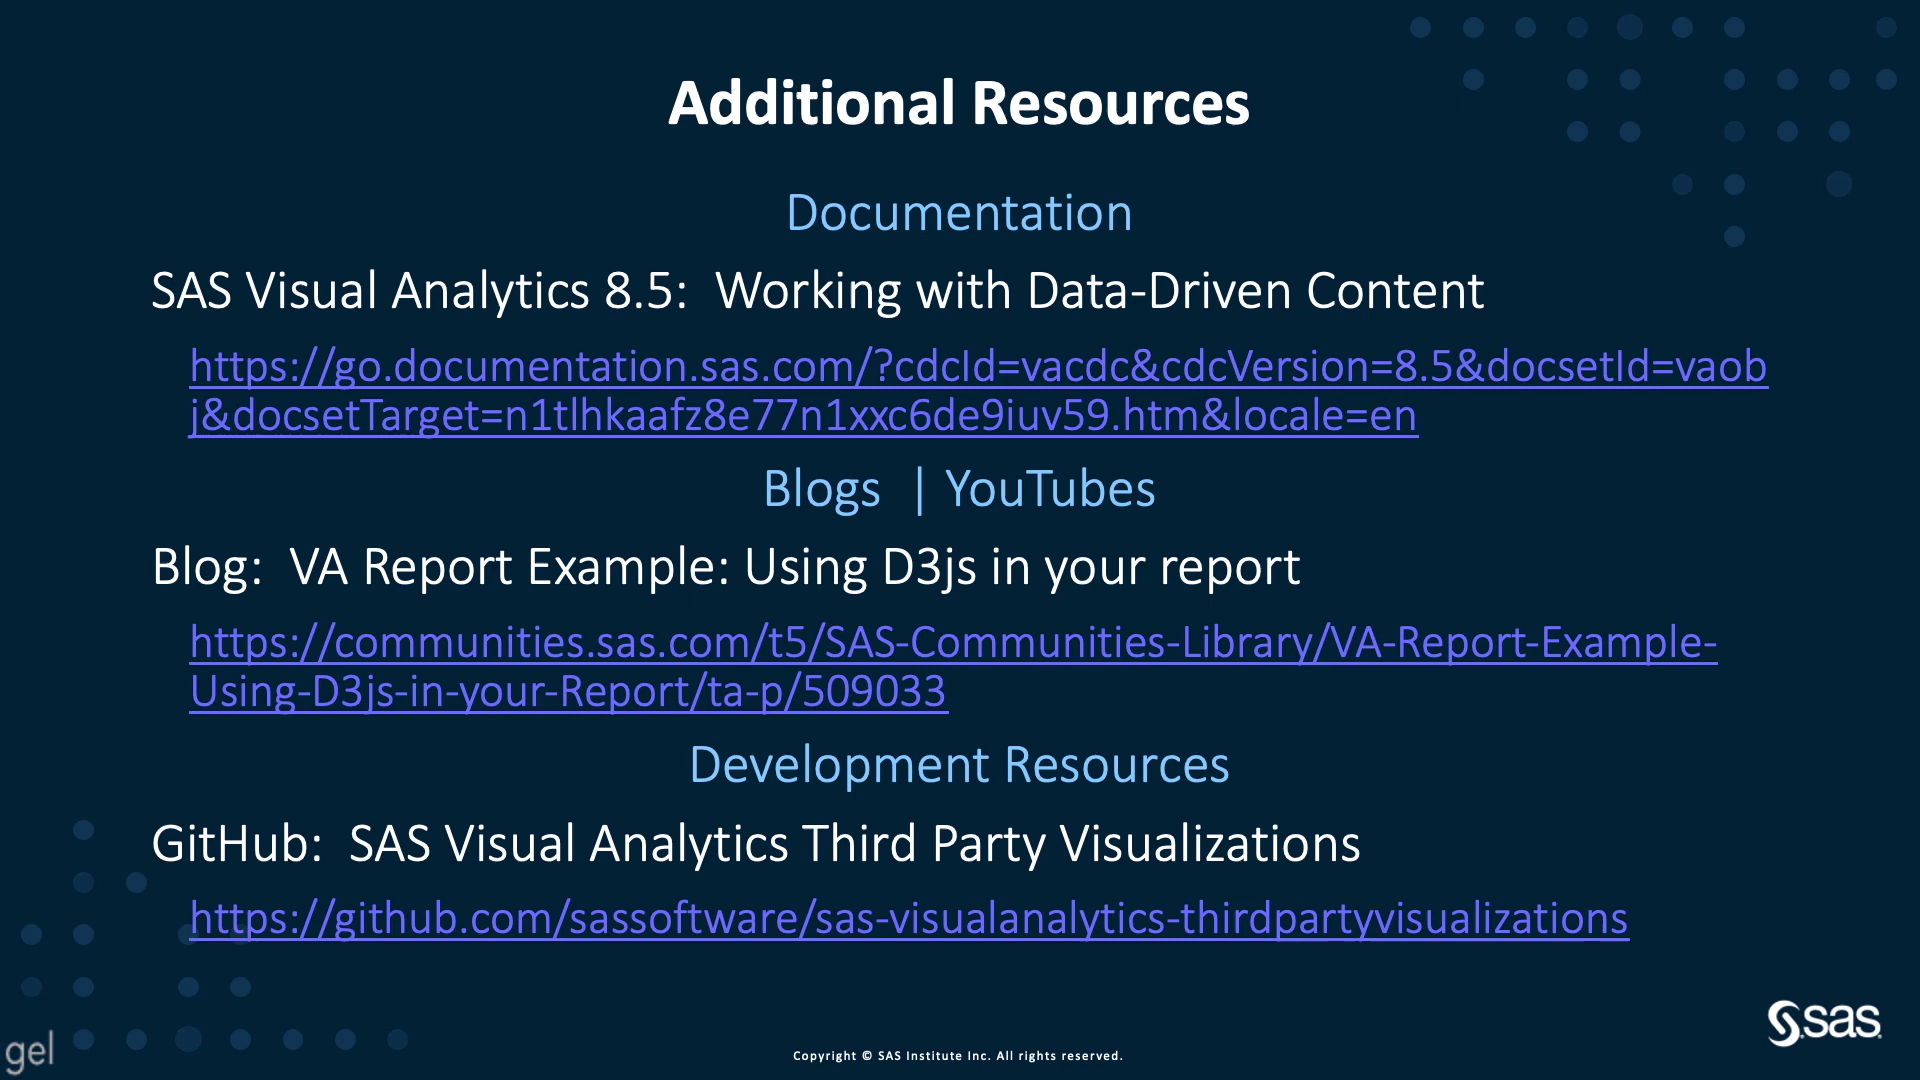 Additional Resources
Documentation
SAS Visual Analytics 8.5:  Working with Data-Driven Content
https://go.documentation.sas.com/?cdcId=vacdc&cdcVersion=8.5&docsetId=vaob
j&docsetTarget=n1tlhkaafz8e77n1xxc6de9iuv59.htm&locale=en
Blogs  | YouTubes
Blog:  VA Report Example: Using D3js in your report
https://communities.sas.com/t5/SAS-Communities-Library/VA-Report-Example-
Using-D3js-in-your-Report/ta-p/509033
Development Resources
GitHub:  SAS Visual Analytics Third Party Visualizations
https://github.com/sassoftware/sas-visualanalytics-thirdpartyvisualizations
sas
gel
Copyright © SAS Institute Inc. All rights reserved.